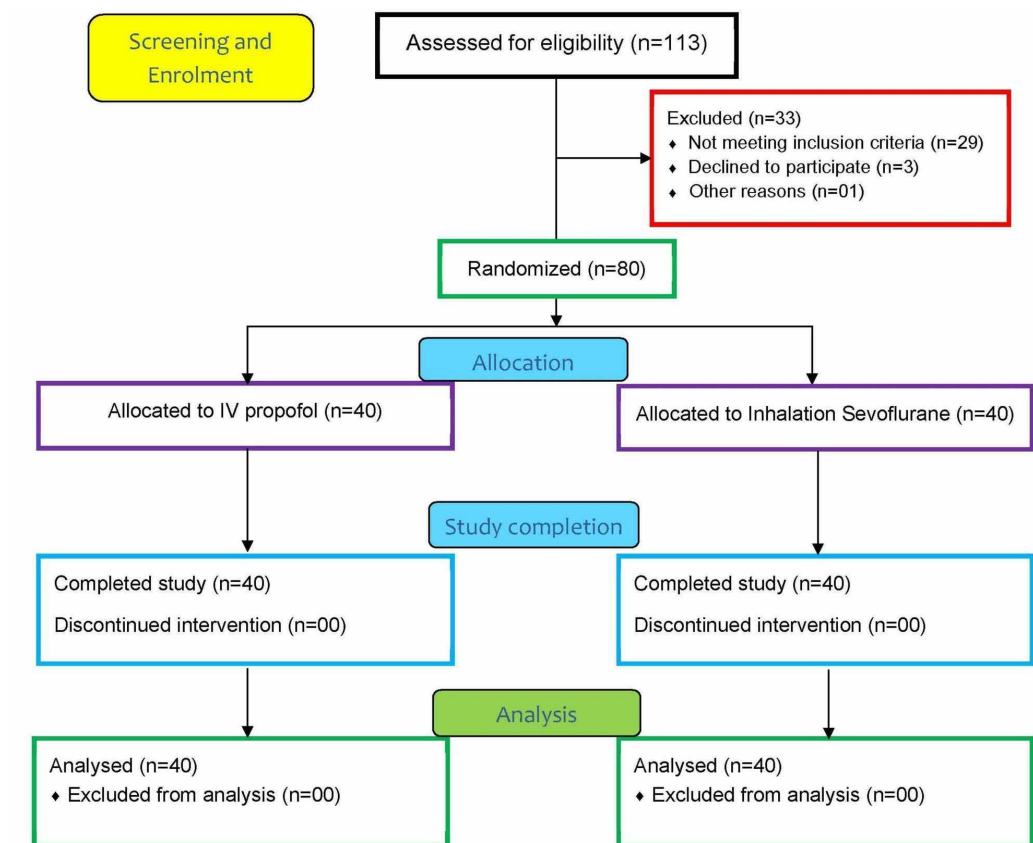 Screening and
Enrolment
Assessed for eligibility (n=113)
Excluded (n=33)
♦ Not meeting inclusion criteria (n=29)
♦ Declined to participate (n=3)
♦ Other reasons (n=01)
Randomized (n=80)
Allocation
Allocated to IV propofol (n=40)
Allocated to Inhalation Sevoflurane (n=40)
Study completion
Completed study (n=40)
Discontinued intervention (n=00)
Completed study (n=40)
Discontinued intervention (n=00)
Analysis
Analysed (n=40)
♦ Excluded from analysis (n=00)
Analysed (n=40)
♦ Excluded from analysis (n=00)